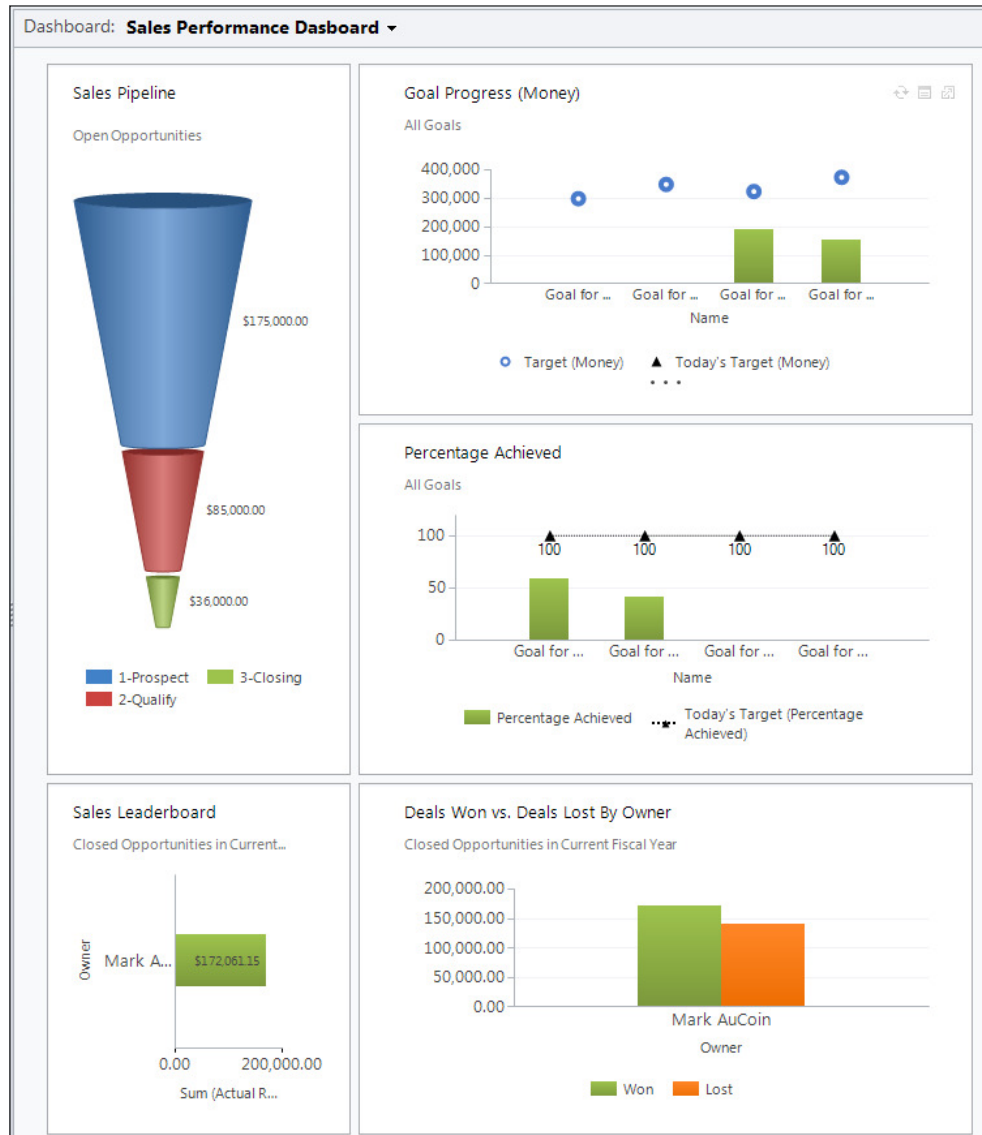 Dashboard: Sales Performance Dasboard
Sales Pipeline
Open Opportunities
$175,000.00
$85,000.00
$36,000.00
1-Prospect 3-Closing
2-Qualify
Goal Progress (Money)
All Goals
400,000
300,000
200,000
100,000
0
Goal for ... Goal for ... Goal for ... Goal for ...
Name
Target (Money) Today's Target (Money)
Percentage Achieved
All Goals
100
50
0
100 100 100 100
Goal for ... Goal for ... Goal for ... Goal for ...
Name
Percentage Achieved Today's Target (Percentage
Achieved)
Sales Leaderboard
Closed Opportunities in Current...
Owner
Mark A...
$172,061.15
0.00 200,000.00
Sum (Actual R...
Deals Won vs. Deals Lost By Owner
Closed Opportunities in Current Fiscal Year
200,000.00
150,000.00
100,000.00
50,000.00
0.00
Mark AuCoin
Owner
Won Lost